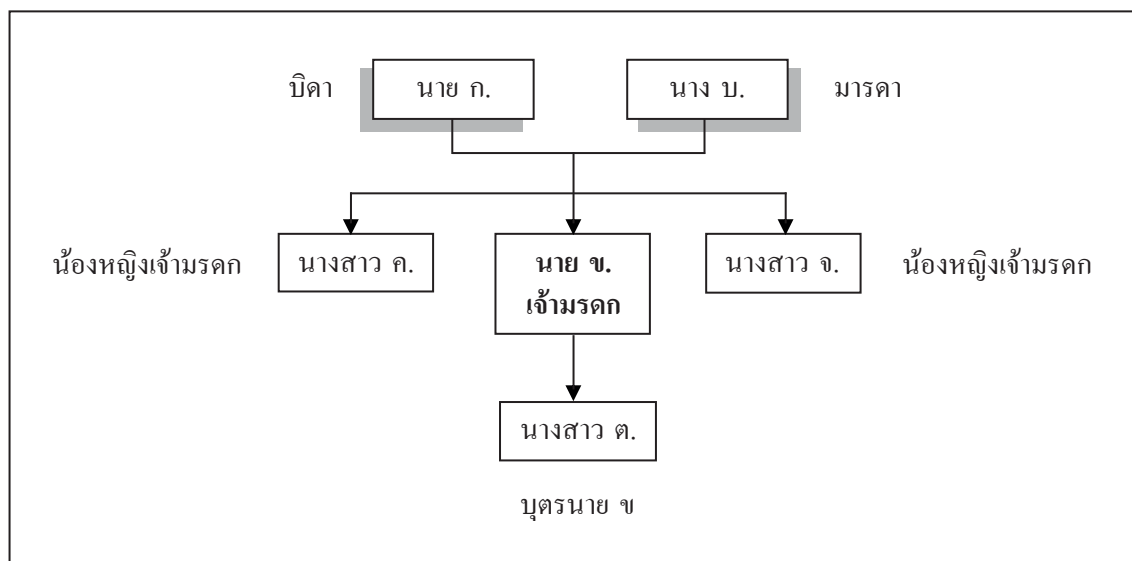 บิดา นาย ก. นาง บ. มารดา
น้องหญิงเจ้ามรดก นางสาว ค. นาย ข. นางสาว จ. น้องหญิงเจ้ามรดก
เจ้ามรดก
นางสาว ต.
บุตรนาย ข